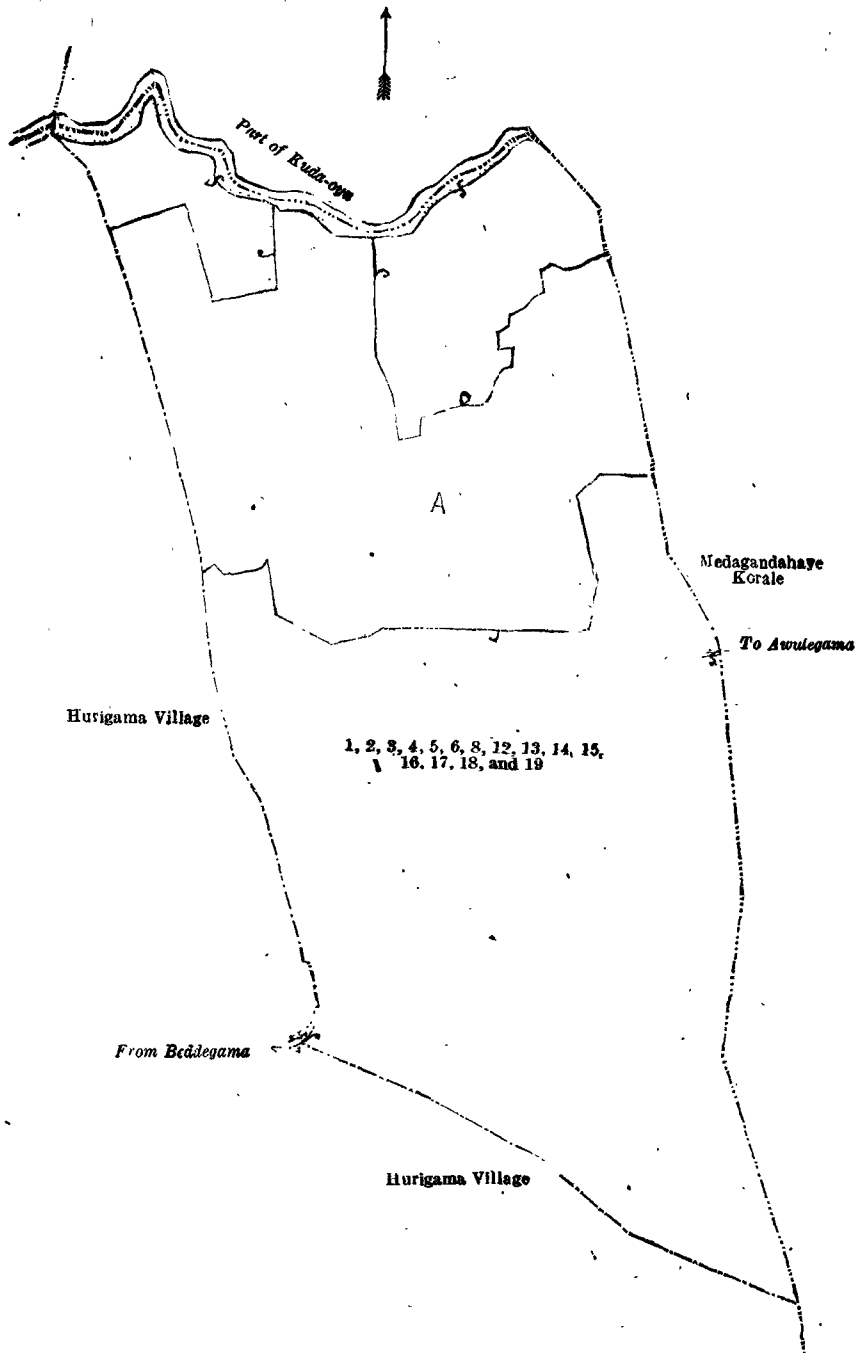 Part of Kuda-oya
A
Medagandahaye
Korale
To Awulegama
Hurigama Village
1, 2, 3, 4, 5, 6, 8, 12, 13, 14, 15,
16, 17, 18, and 19
From Beddegama
Hurigama Village